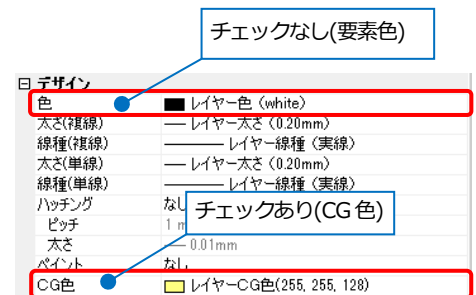 チェックなし(要素色)
デザイン
色 レイヤー色 (white)
太さ(複線) レイヤー太さ (0.20mm)
線種(複線) レイヤー線種 (実線)
太さ(単線) レイヤー太さ (0.20mm)
線種(単線) レイヤー線種 (実線)
ハッチング
チェックあり(CG色)
ピッチ
太さ 0.01mm
ペイント なし
CG色 レイヤーCG色(255, 255, 128)